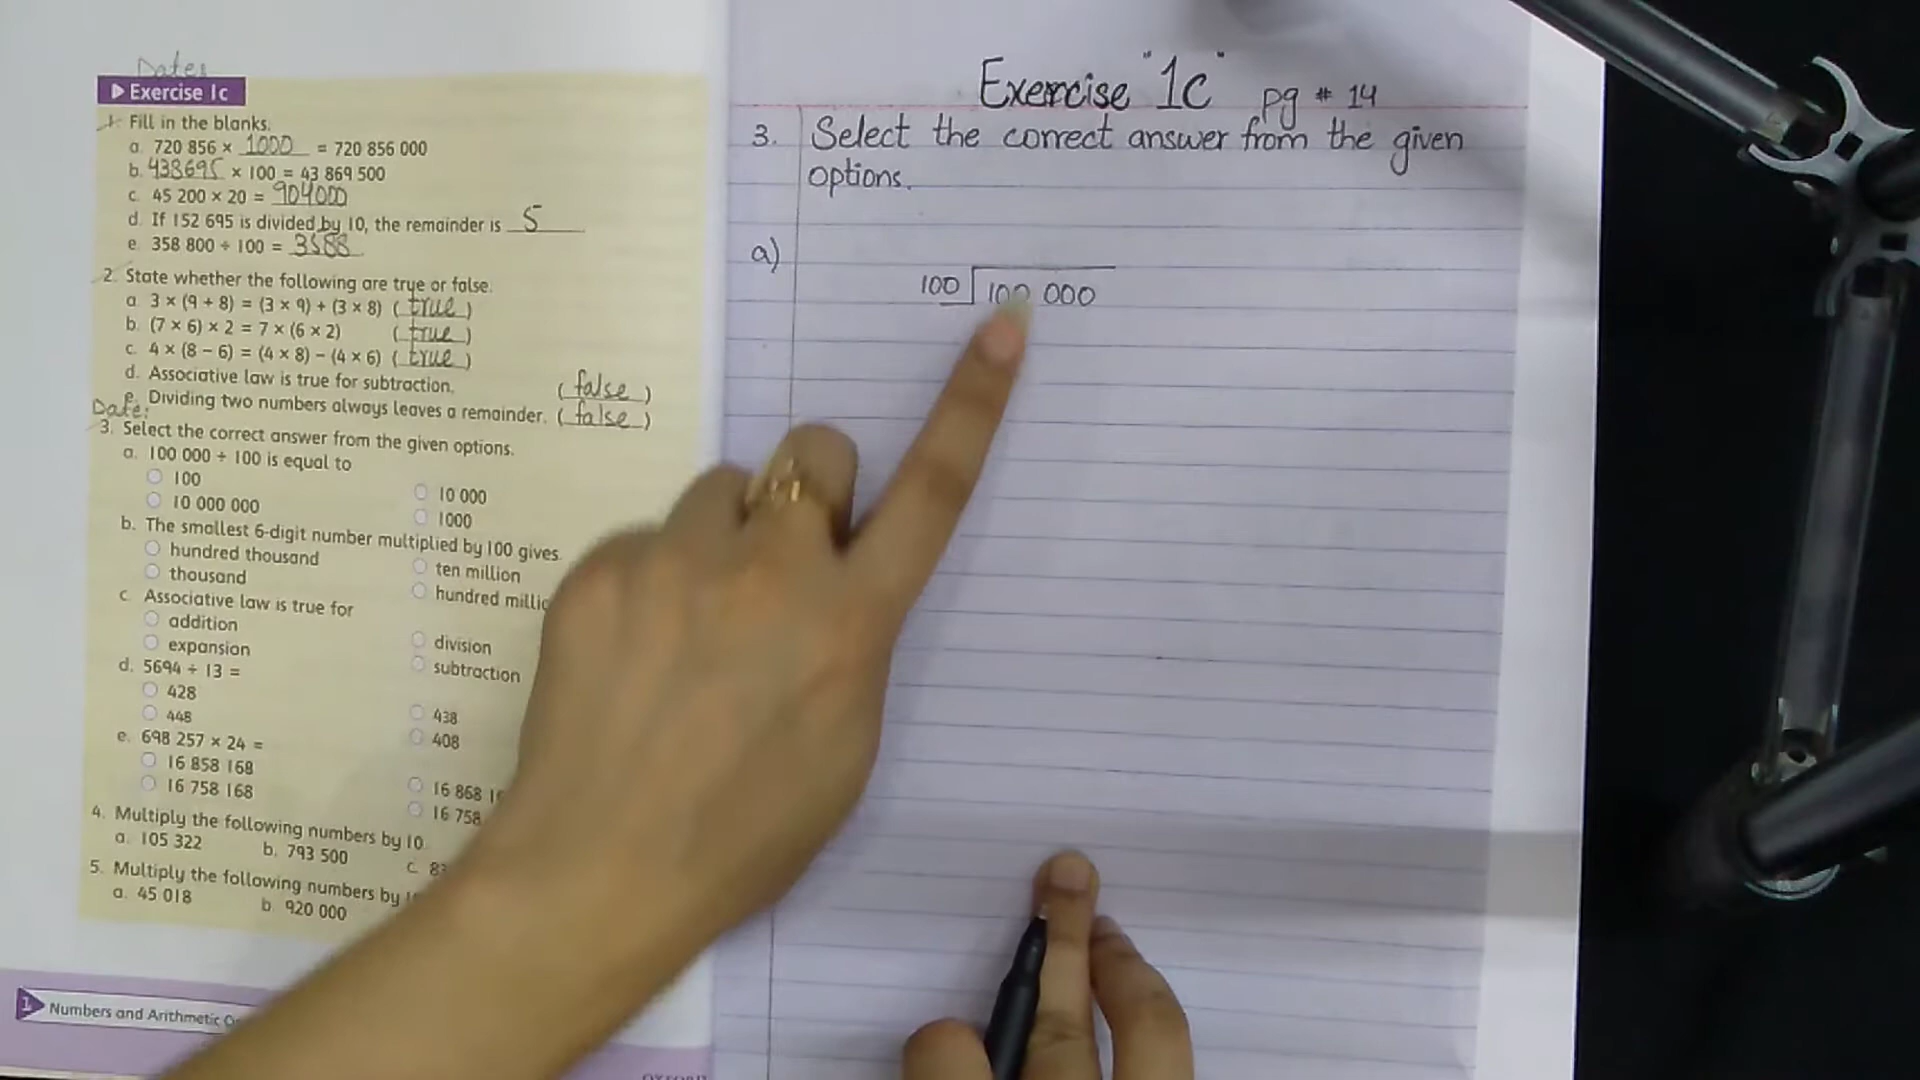 Date:
Exercise 1c
1. Fill in the blanks.
a. 720 856 × 1000 = 720 856 000
b. 438695 × 100 = 43 869 500
c. 45 200 × 20 = 904000
d. If 152 695 is divided by 10, the remainder is 5
e. 358 800 ÷ 100 = 3588
2. State whether the following are true or false.
a. 3 × (9 + 8) = (3 × 9) + (3 × 8) ( true )
b. (7 × 6) × 2 = 7 × (6 × 2) ( true )
c. 4 × (8 – 6) = (4 × 8) – (4 × 6) ( true )
d. Associative law is true for subtraction. ( false )
e. Dividing two numbers always leaves a remainder. ( false )
Date:
3. Select the correct answer from the given options.
a. 100 000 ÷ 100 is equal to
100
10 000
10 000 000
1000
b. The smallest 6-digit number multiplied by 100 gives
hundred thousand
ten million
thousand
hundred
c. Associative law is true for
addition
division
expansion
subtraction
d. 5694 ÷ 13 =
428
438
448
408
e. 698 257 × 24 =
16 858 168
16 868
16 758 168
16 758
4. Multiply the following numbers by 10.
a. 105 322 b. 793 500 c.
5. Multiply the following numbers by
a. 45 018 b. 920 000
1 Numbers and Arithmetic
Exercise "1c" pg # 14
3. Select the correct answer from the given
options.
a)
100 100 000